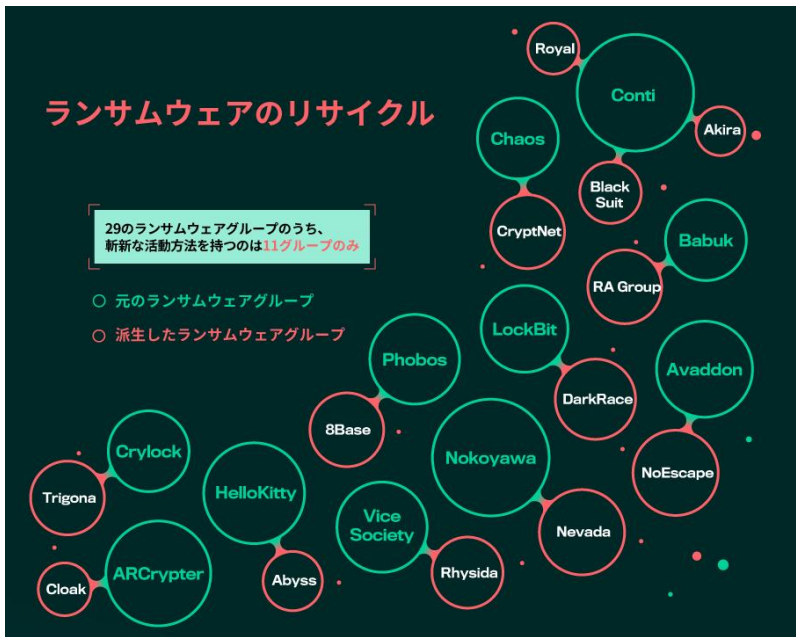 ランサムウェアのリサイクル
29のランサムウェアグループのうち、
斬新な活動方法を持つのは11グループのみ
元のランサムウェアグループ
派生したランサムウェアグループ
Royal
Conti
Akira
Black
Suit
Chaos
CryptNet
Babuk
RA Group
LockBit
DarkRace
Avaddon
NoEscape
Phobos
8Base
Nokoyawa
Nevada
Crylock
Trigona
HelloKitty
Abyss
Vice
Society
Rhysida
ARCrypter
Cloak